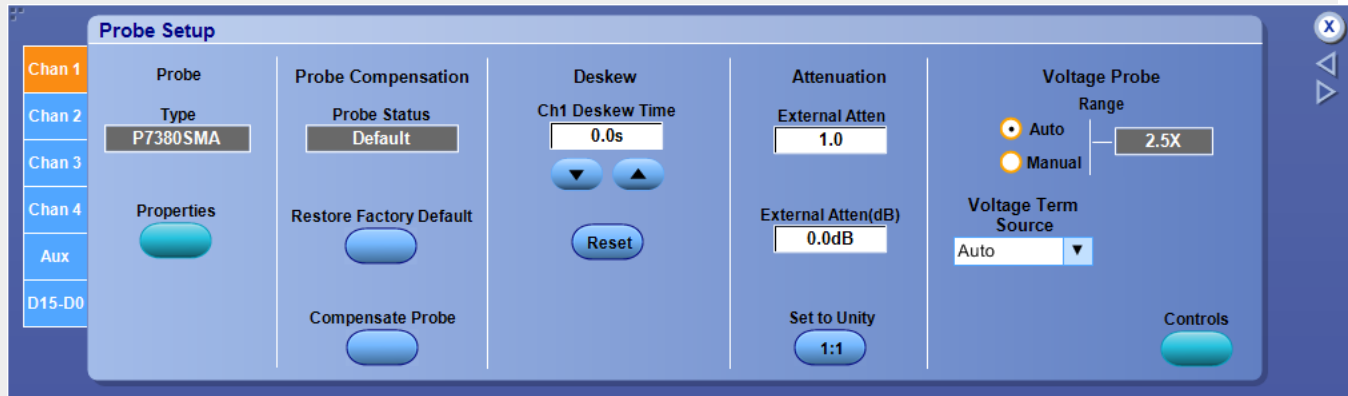 Probe Setup
X
Chan 1
Chan 2
Chan 3
Chan 4
Aux
D15-D0
Probe
Type
P7380SMA
Properties
Probe Compensation
Probe Status
Default
Restore Factory Default
Compensate Probe
Deskew
Ch1 Deskew Time
0.0s
Reset
Attenuation
External Atten
1.0
External Atten(dB)
0.0dB
Set to Unity
1:1
Voltage Probe
Range
Auto
Manual
2.5X
Voltage Term
Source
Auto
Controls